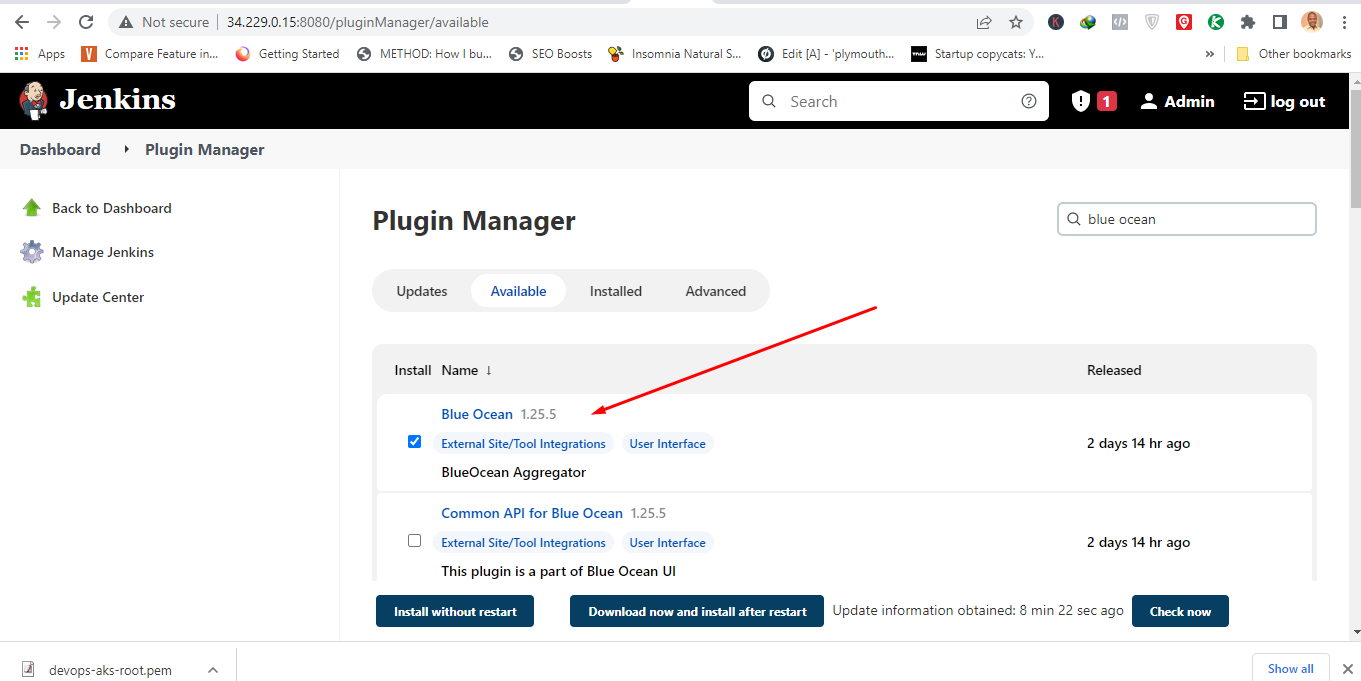 Not secure | 34.229.0.15:8080/pluginManager/available
K
G
Apps
V Compare Feature in...
Getting Started
METHOD: How I bu...
SEO Boosts
Insomnia Natural S...
Edit [A] - 'plymouth...
Startup copycats: Y...
»
Other bookmarks
Jenkins
Search
1
Admin
log out
Dashboard
Plugin Manager
Back to Dashboard
Manage Jenkins
Update Center
Plugin Manager
blue ocean
Updates
Available
Installed
Advanced
Install Name ↓ Released
Blue Ocean 1.25.5
External Site/Tool Integrations User Interface
2 days 14 hr ago
BlueOcean Aggregator
Common API for Blue Ocean 1.25.5
External Site/Tool Integrations User Interface
2 days 14 hr ago
This plugin is a part of Blue Ocean UI
Install without restart
Download now and install after restart
Update information obtained: 8 min 22 sec ago
Check now
devops-aks-root.pem
Show all